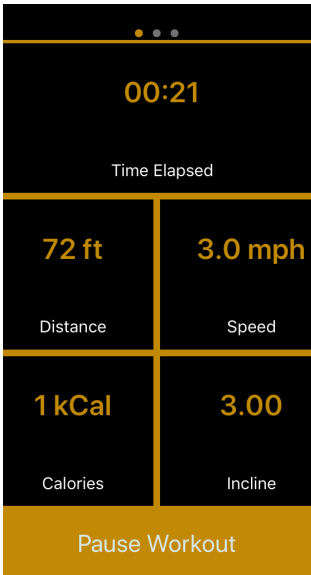 00:21
Time Elapsed
72 ft
3.0 mph
Distance
Speed
1 kCal
3.00
Calories
Incline
Pause Workout